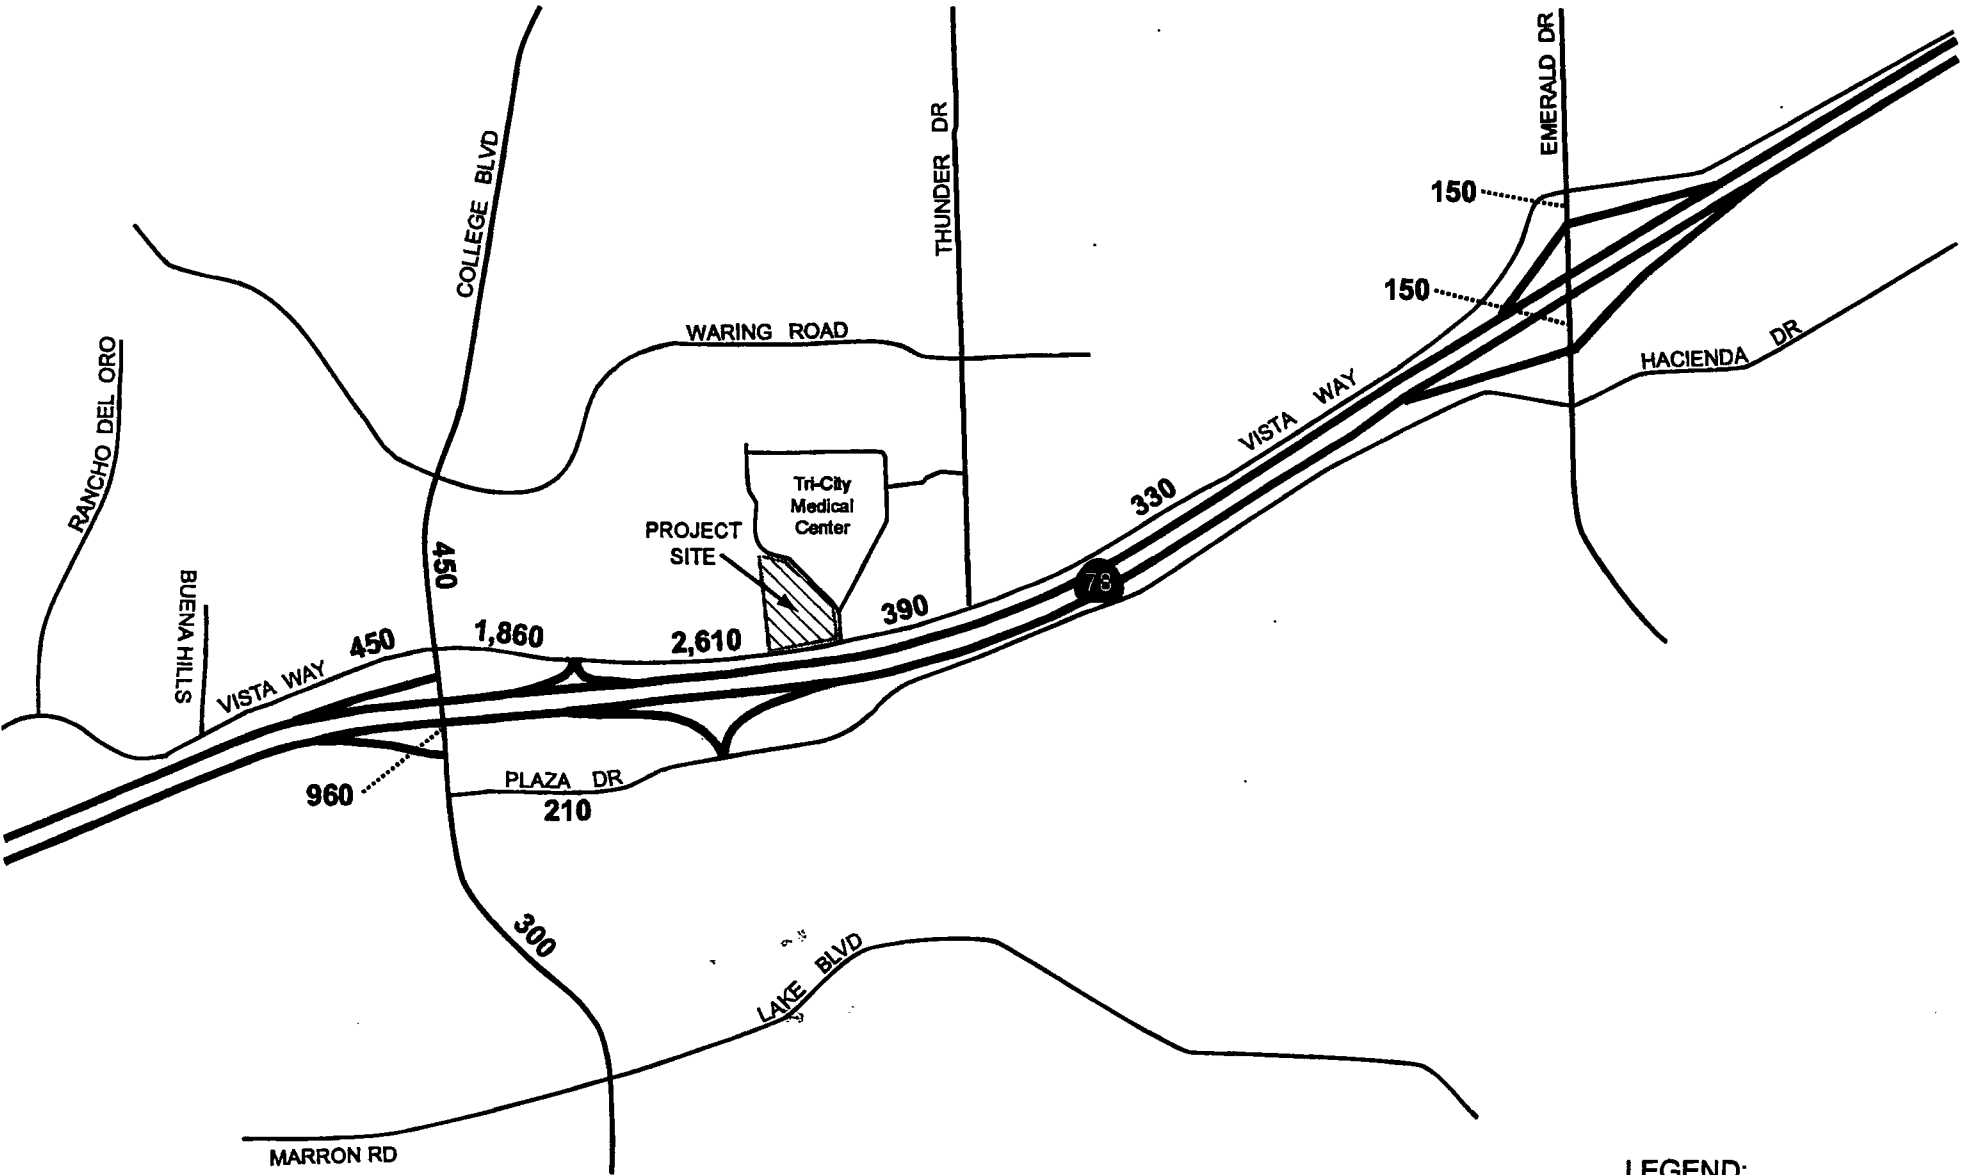 EMERALD DR
COLLEGE BLVD
THUNDER DR
150
150
WARING ROAD
RANCHO DEL ORO
HACIENDA DR
VISTA WAY
Tri-City
Medical
Center
330
PROJECT
SITE
450
78
BUENA HILLS
390
1,860
450
2,610
VISTA WAY
PLAZA DR
960
210
300
LAKE BLVD
MARRON RD
LEGEND: